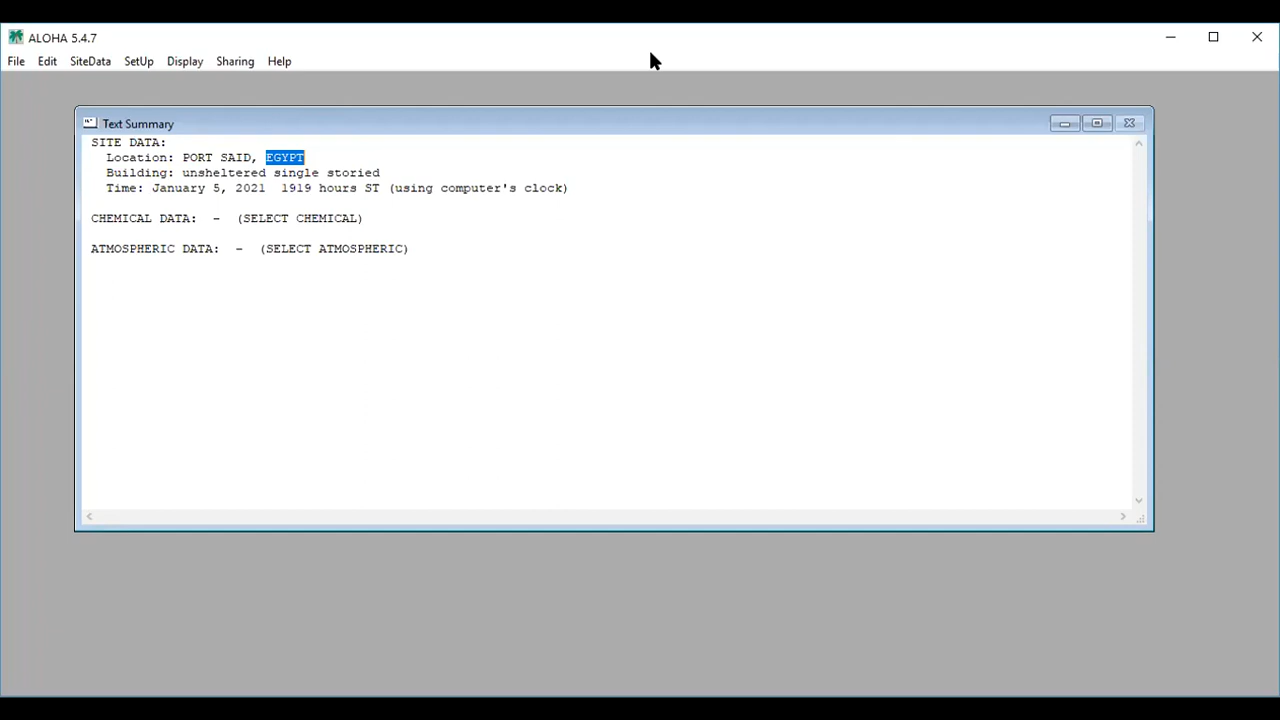 ALOHA 5.4.7
File Edit SiteData SetUp Display Sharing Help
Text Summary
SITE DATA:
Location: PORT SAID, EGYPT
Building: unsheltered single storied
Time: January 5, 2021  1919 hours ST (using computer's clock)
CHEMICAL DATA:  -  (SELECT CHEMICAL)
ATMOSPHERIC DATA:  -  (SELECT ATMOSPHERIC)